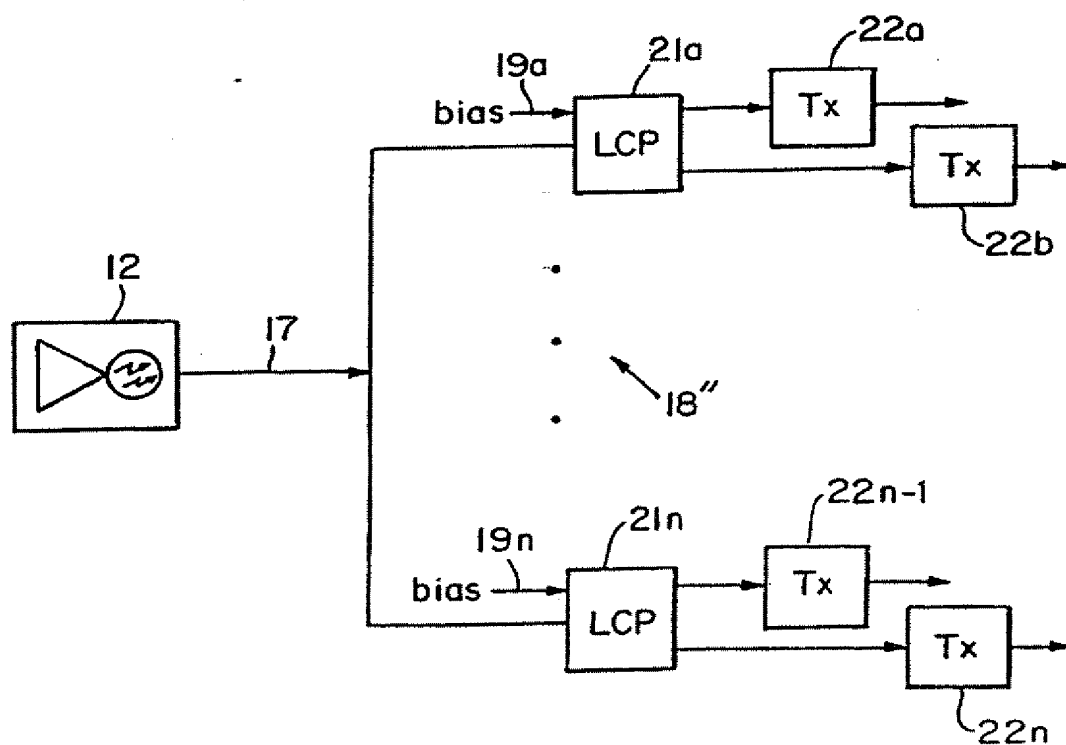 22a
21a
19a
bias
LCP
Tx
Tx
22b
12
17
18"
22n-1
21n
19n
bias
LCP
Tx
Tx
22n